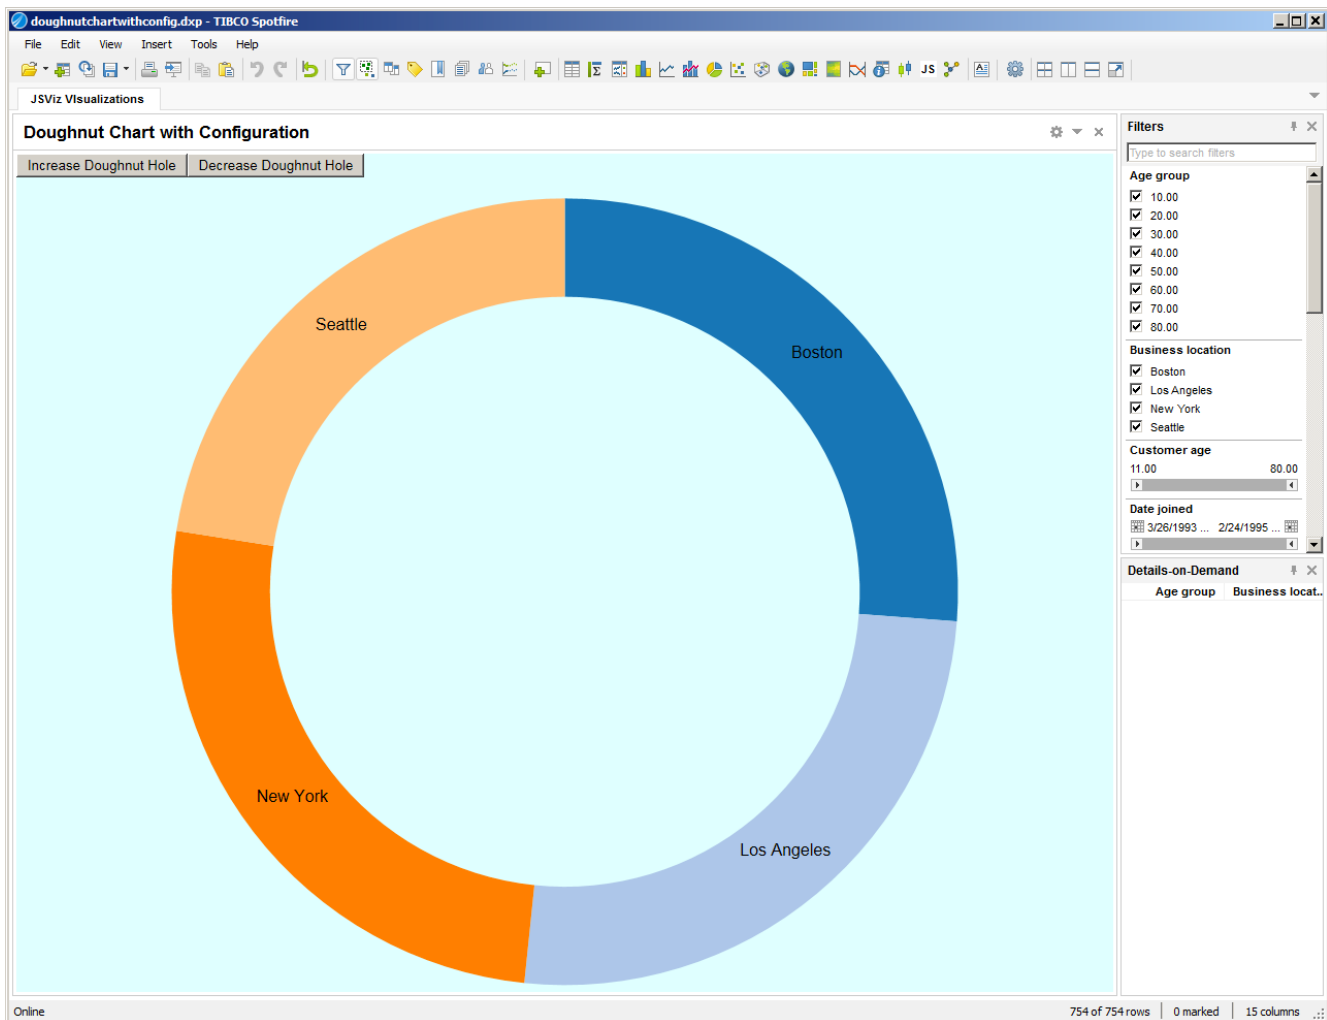 doughnutchartwithconfig.dxp - TIBCO Spotfire
File Edit View Insert Tools Help
JS
JSViz VIsualizations
Doughnut Chart with Configuration
Increase Doughnut Hole Decrease Doughnut Hole
Seattle
Boston
New York
Los Angeles
Filters
Type to search filters
Age group
10.00
20.00
30.00
40.00
50.00
60.00
70.00
80.00
Business location
Boston
Los Angeles
New York
Seattle
Customer age
11.00 80.00
Date joined
3/26/1993 ... 2/24/1995 ...
Details-on-Demand
Age group Business locat..
Online 754 of 754 rows 0 marked 15 columns